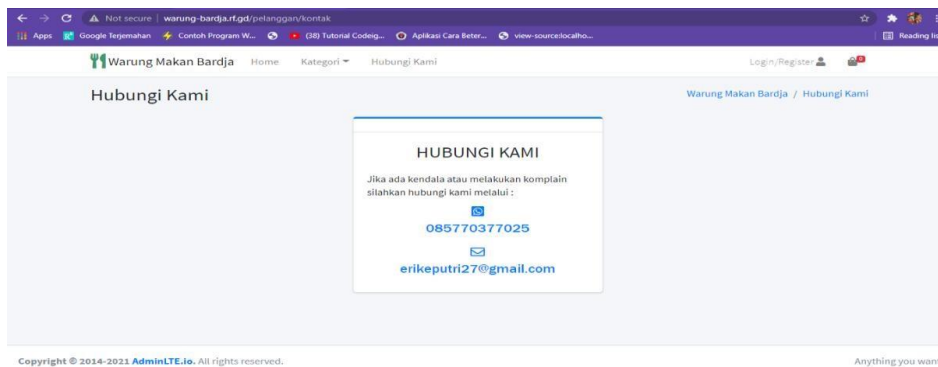 Not secure | warung-bardja.rf.gd/pelanggan/kontak
Apps Google Terjemahan Contoh Program W... (38) Tutorial Codeig... Aplikasi Cara Beter... view-source:localho... Reading lis
Warung Makan Bardja Home Kategori Hubungi Kami Login/Register 0
Hubungi Kami Warung Makan Bardja / Hubungi Kami
HUBUNGI KAMI
Jika ada kendala atau melakukan komplain
silahkan hubungi kami melalui :
085770377025
erikeputri27@gmail.com
Copyright © 2014-2021 AdminLTE.io. All rights reserved. Anything you want